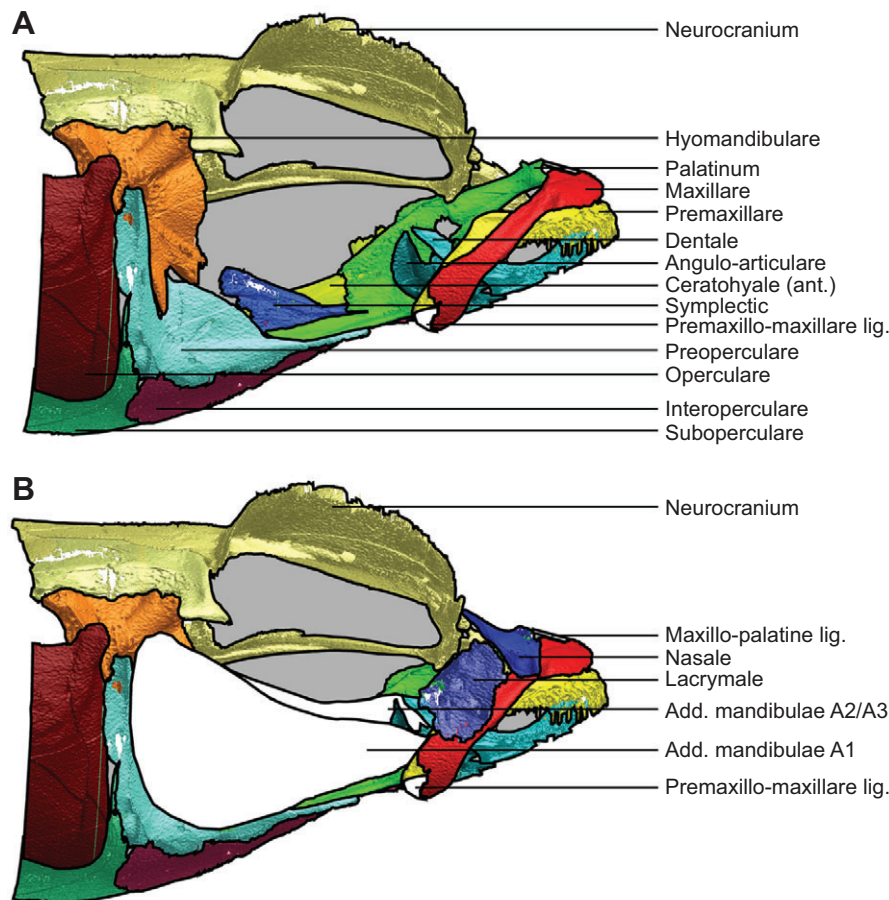 A
Neurocranium
Hyomandibulare
Palatinum
Maxillare
Premaxillare
Dentale
Angulo-articulare
Ceratohyale (ant.)
Symplectic
Premaxillo-maxillare lig.
Preoperculare
Operculare
Interoperculare
Suboperculare
B
Neurocranium
Maxillo-palatine lig.
Nasale
Lacrymale
Add. mandibulae A2/A3
Add. mandibulae A1
Premaxillo-maxillare lig.